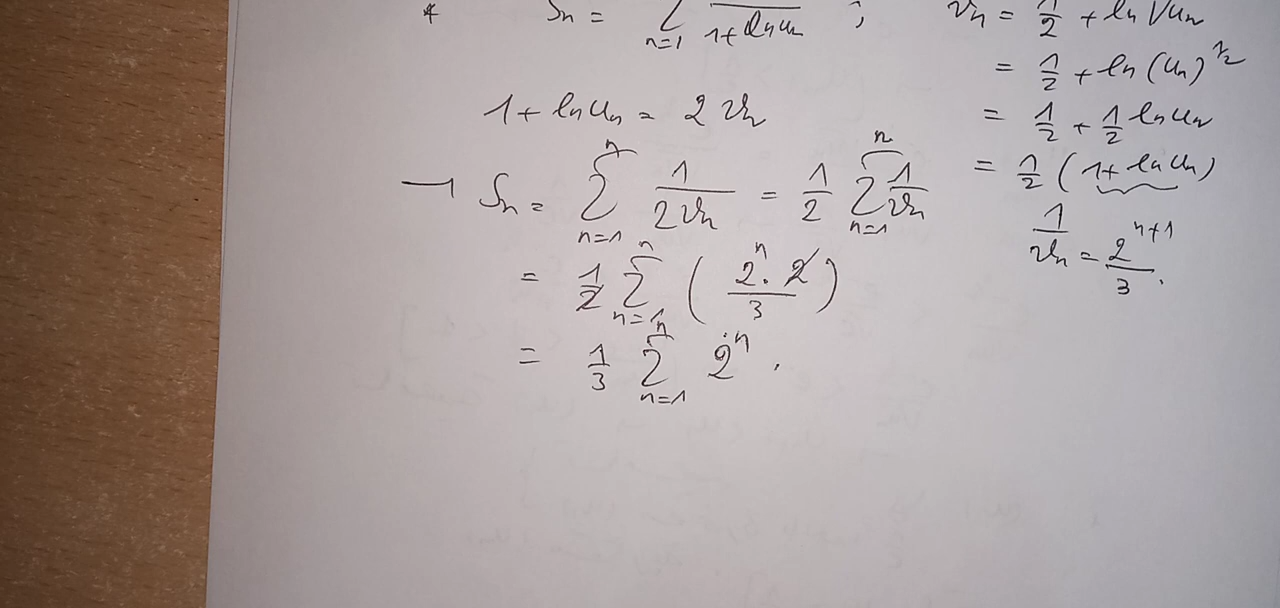 * Sn = ∑ n=1 1/(1+ln un) ; vn = 1/2 + ln √un
= 1/2 + ln (un)^1/2
1+ ln un = 2 vn = 1/2 + 1/2 ln un
→ Sn = ∑ n=1 n 1/(2vn) = 1/2 ∑ n=1 n 1/vn = 1/2 (1+ ln un)
1/vn = 2^n+1/3 .
= 1/2 ∑ n=1 n (2^n · 2/3)
= 1/3 ∑ n=1 n 2^n .